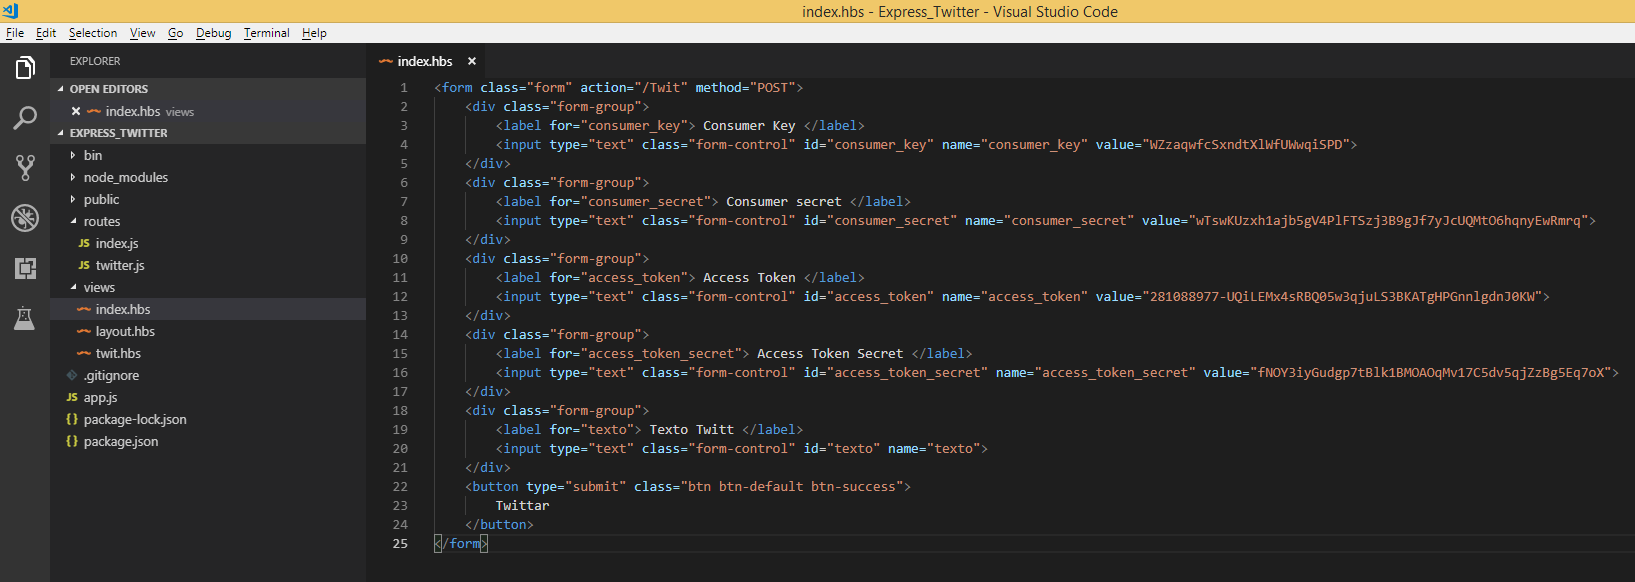 index.hbs - Express_Twitter - Visual Studio Code
File Edit Selection View Go Debug Terminal Help
EXPLORER
OPEN EDITORS
index.hbs views
EXPRESS_TWITTER
bin
node_modules
public
routes
JS index.js
JS twitter.js
views
index.hbs
layout.hbs
twit.hbs
.gitignore
JS app.js
{} package-lock.json
{} package.json
index.hbs
1 <form class="form" action="/Twit" method="POST">
2 <div class="form-group">
3 <label for="consumer_key"> Consumer Key </label>
4 <input type="text" class="form-control" id="consumer_key" name="consumer_key" value="WZzaqwfcSxndtXlWfUWwqiSPD">
5 </div>
6 <div class="form-group">
7 <label for="consumer_secret"> Consumer secret </label>
8 <input type="text" class="form-control" id="consumer_secret" name="consumer_secret" value="wTswKUzxh1ajb5gV4PlFTSzj3B9gJf7yJcUQMtO6hqnyEwRmrq">
9 </div>
10 <div class="form-group">
11 <label for="access_token"> Access Token </label>
12 <input type="text" class="form-control" id="access_token" name="access_token" value="281088977-UQiLEMx4sRBQ05w3qjuLS3BKATgHPGnnlgdnJ0KW">
13 </div>
14 <div class="form-group">
15 <label for="access_token_secret"> Access Token Secret </label>
16 <input type="text" class="form-control" id="access_token_secret" name="access_token_secret" value="fNOY3iyGudgp7tBlk1BMOAOqMv17C5dv5qjZzBg5Eq7oX">
17 </div>
18 <div class="form-group">
19 <label for="texto"> Texto Twitt </label>
20 <input type="text" class="form-control" id="texto" name="texto">
21 </div>
22 <button type="submit" class="btn btn-default btn-success">
23 Twittar
24 </button>
25 </form>